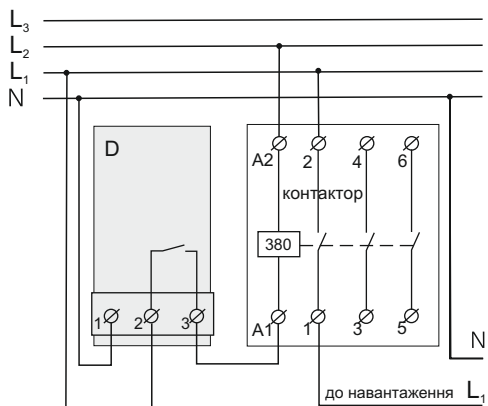 L3
L2
L1
N
D
A2 2 4 6
контактор
380
1 2 3
A1 1 3 5
N
до навантаження L1